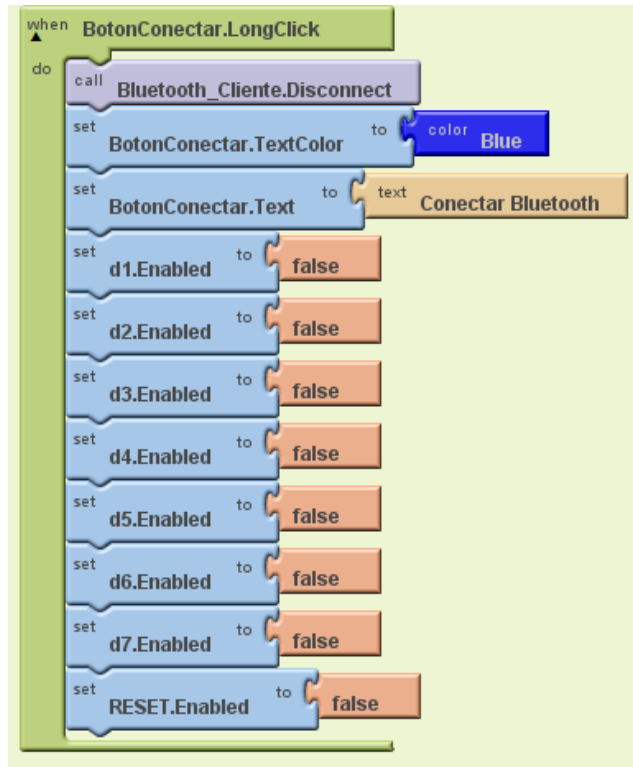 when BotonConectar.LongClick
do
call Bluetooth_Cliente.Disconnect
set BotonConectar.TextColor to color Blue
set BotonConectar.Text to text Conectar Bluetooth
set d1.Enabled to false
set d2.Enabled to false
set d3.Enabled to false
set d4.Enabled to false
set d5.Enabled to false
set d6.Enabled to false
set d7.Enabled to false
set RESET.Enabled to false